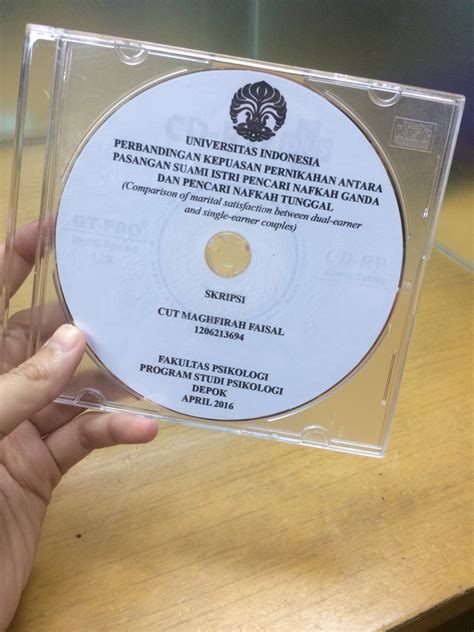 UNIVERSITAS INDONESIA
PERBANDINGAN KEPUASAN PERNIKAHAN ANTARA
PASANGAN SUAMI ISTRI PENCARI NAFKAH GANDA
DAN PENCARI NAFKAH TUNGGAL
(Comparison of marital satisfaction between dual-earner
and single-earner couples)
SKRIPSI
CUT MAGHFIRAH FAISAL
1206213694
FAKULTAS PSIKOLOGI
PROGRAM STUDI PSIKOLOGI
DEPOK
APRIL 2016